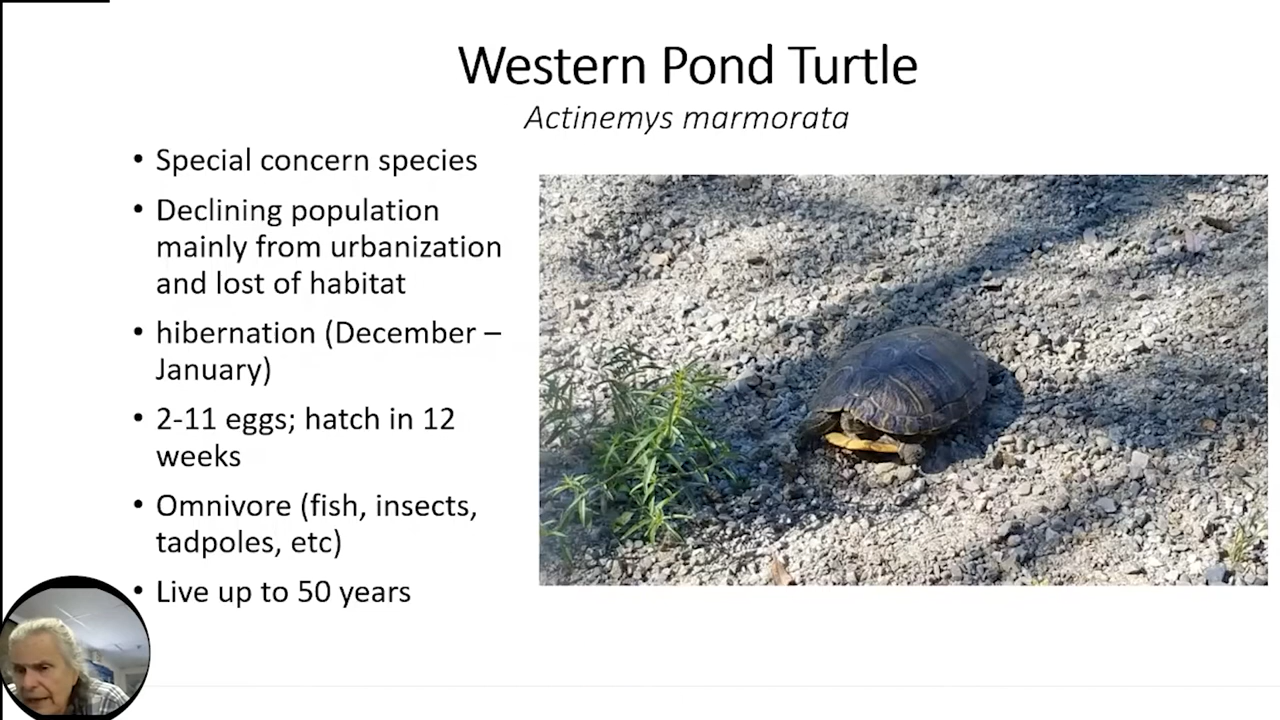 Western Pond Turtle
Actinemys marmorata
• Special concern species
• Declining population
mainly from urbanization
and lost of habitat
• hibernation (December –
January)
• 2-11 eggs; hatch in 12
weeks
• Omnivore (fish, insects,
tadpoles, etc)
• Live up to 50 years